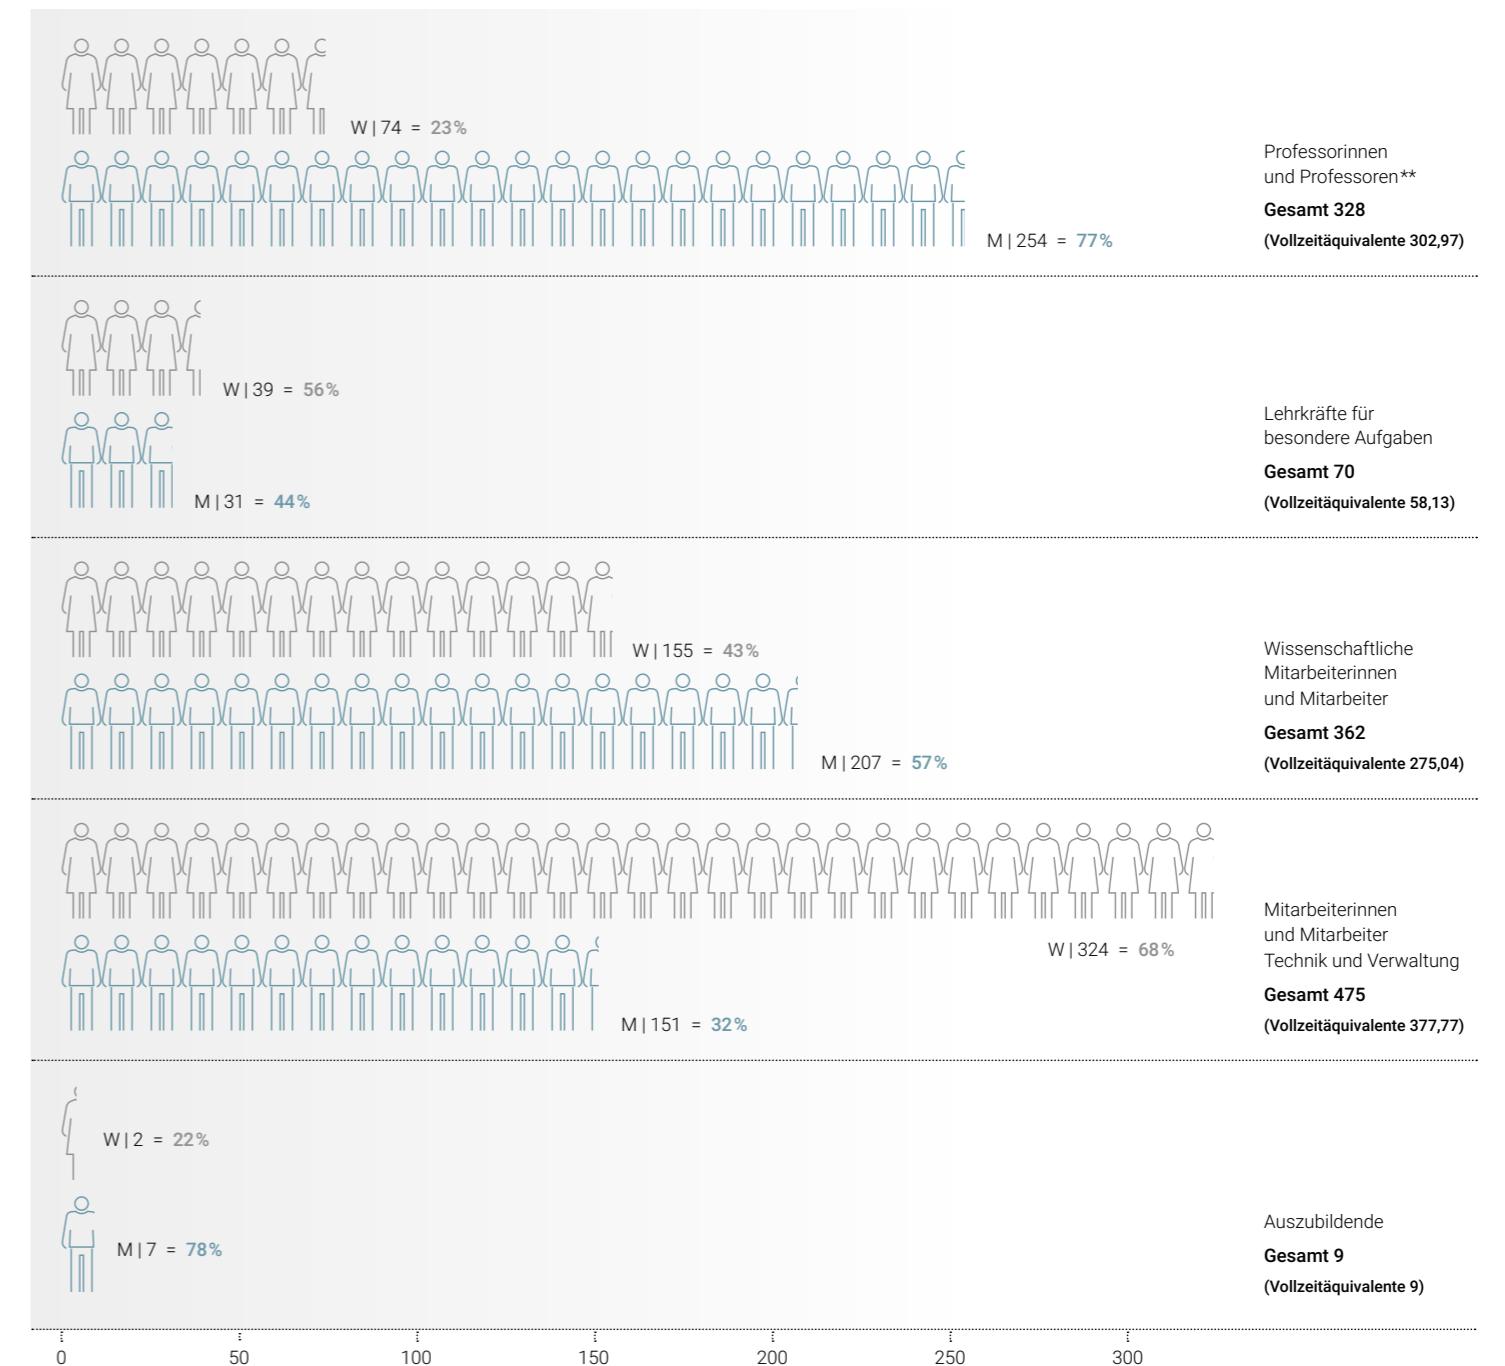 W | 74 = 23%
M | 254 = 77%
Professorinnen
und Professoren**
Gesamt 328
(Vollzeitäquivalente 302,97)
W | 39 = 56%
M | 31 = 44%
Lehrkräfte für
besondere Aufgaben
Gesamt 70
(Vollzeitäquivalente 58,13)
W | 155 = 43%
M | 207 = 57%
Wissenschaftliche
Mitarbeiterinnen
und Mitarbeiter
Gesamt 362
(Vollzeitäquivalente 275,04)
W | 324 = 68%
M | 151 = 32%
Mitarbeiterinnen
und Mitarbeiter
Technik und Verwaltung
Gesamt 475
(Vollzeitäquivalente 377,77)
W | 2 = 22%
M | 7 = 78%
Auszubildende
Gesamt 9
(Vollzeitäquivalente 9)
0 50 100 150 200 250 300